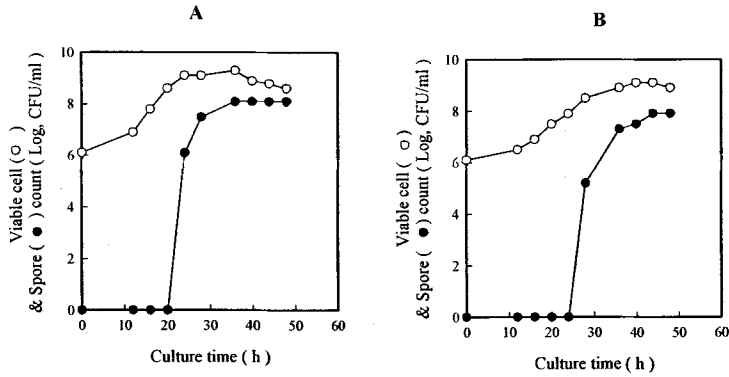 A
Viable cell ( ○ )
& Spore ( ● ) count ( Log, CFU/ml )
10
8
6
4
2
0
0 10 20 30 40 50 60
Culture time ( h )
B
Viable cell ( ○ )
& Spore ( ● ) count ( Log, CFU/ml )
10
8
6
4
2
0
0 10 20 30 40 50 60
Culture time ( h )